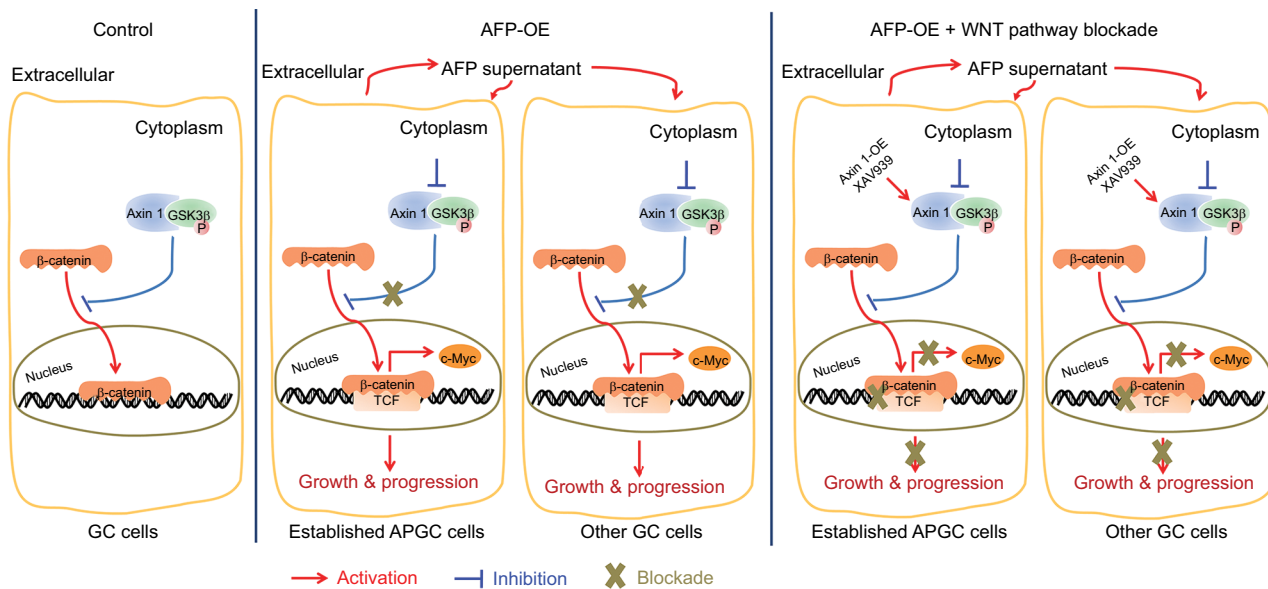 Control
Extracellular
Cytoplasm
Axin 1
GSK3β
P
β-catenin
Nucleus
β-catenin
GC cells
AFP-OE
Extracellular
AFP supernatant
Cytoplasm
Axin 1
GSK3β
P
β-catenin
Nucleus
c-Myc
β-catenin
TCF
Growth & progression
Established APGC cells
Cytoplasm
Axin 1
GSK3β
P
β-catenin
Nucleus
c-Myc
β-catenin
TCF
Growth & progression
Other GC cells
AFP-OE + WNT pathway blockade
Extracellular
AFP supernatant
Cytoplasm
Axin 1-OE
XAV939
Axin 1
GSK3β
P
β-catenin
Nucleus
c-Myc
β-catenin
TCF
Growth & progression
Established APGC cells
Cytoplasm
Axin 1-OE
XAV939
Axin 1
GSK3β
P
β-catenin
Nucleus
c-Myc
β-catenin
TCF
Growth & progression
Other GC cells
Activation
Inhibition
Blockade